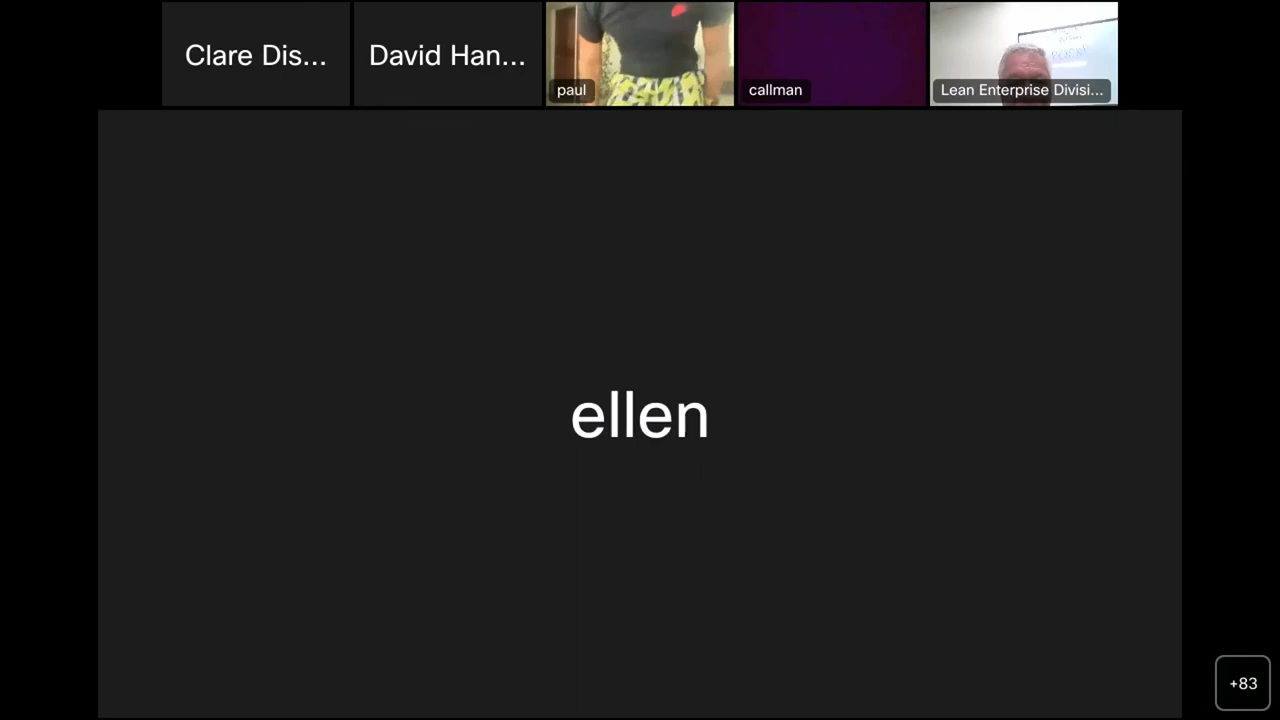 Clare Dis...
David Han...
paul
callman
Lean Enterprise Divisi...
ellen
+83